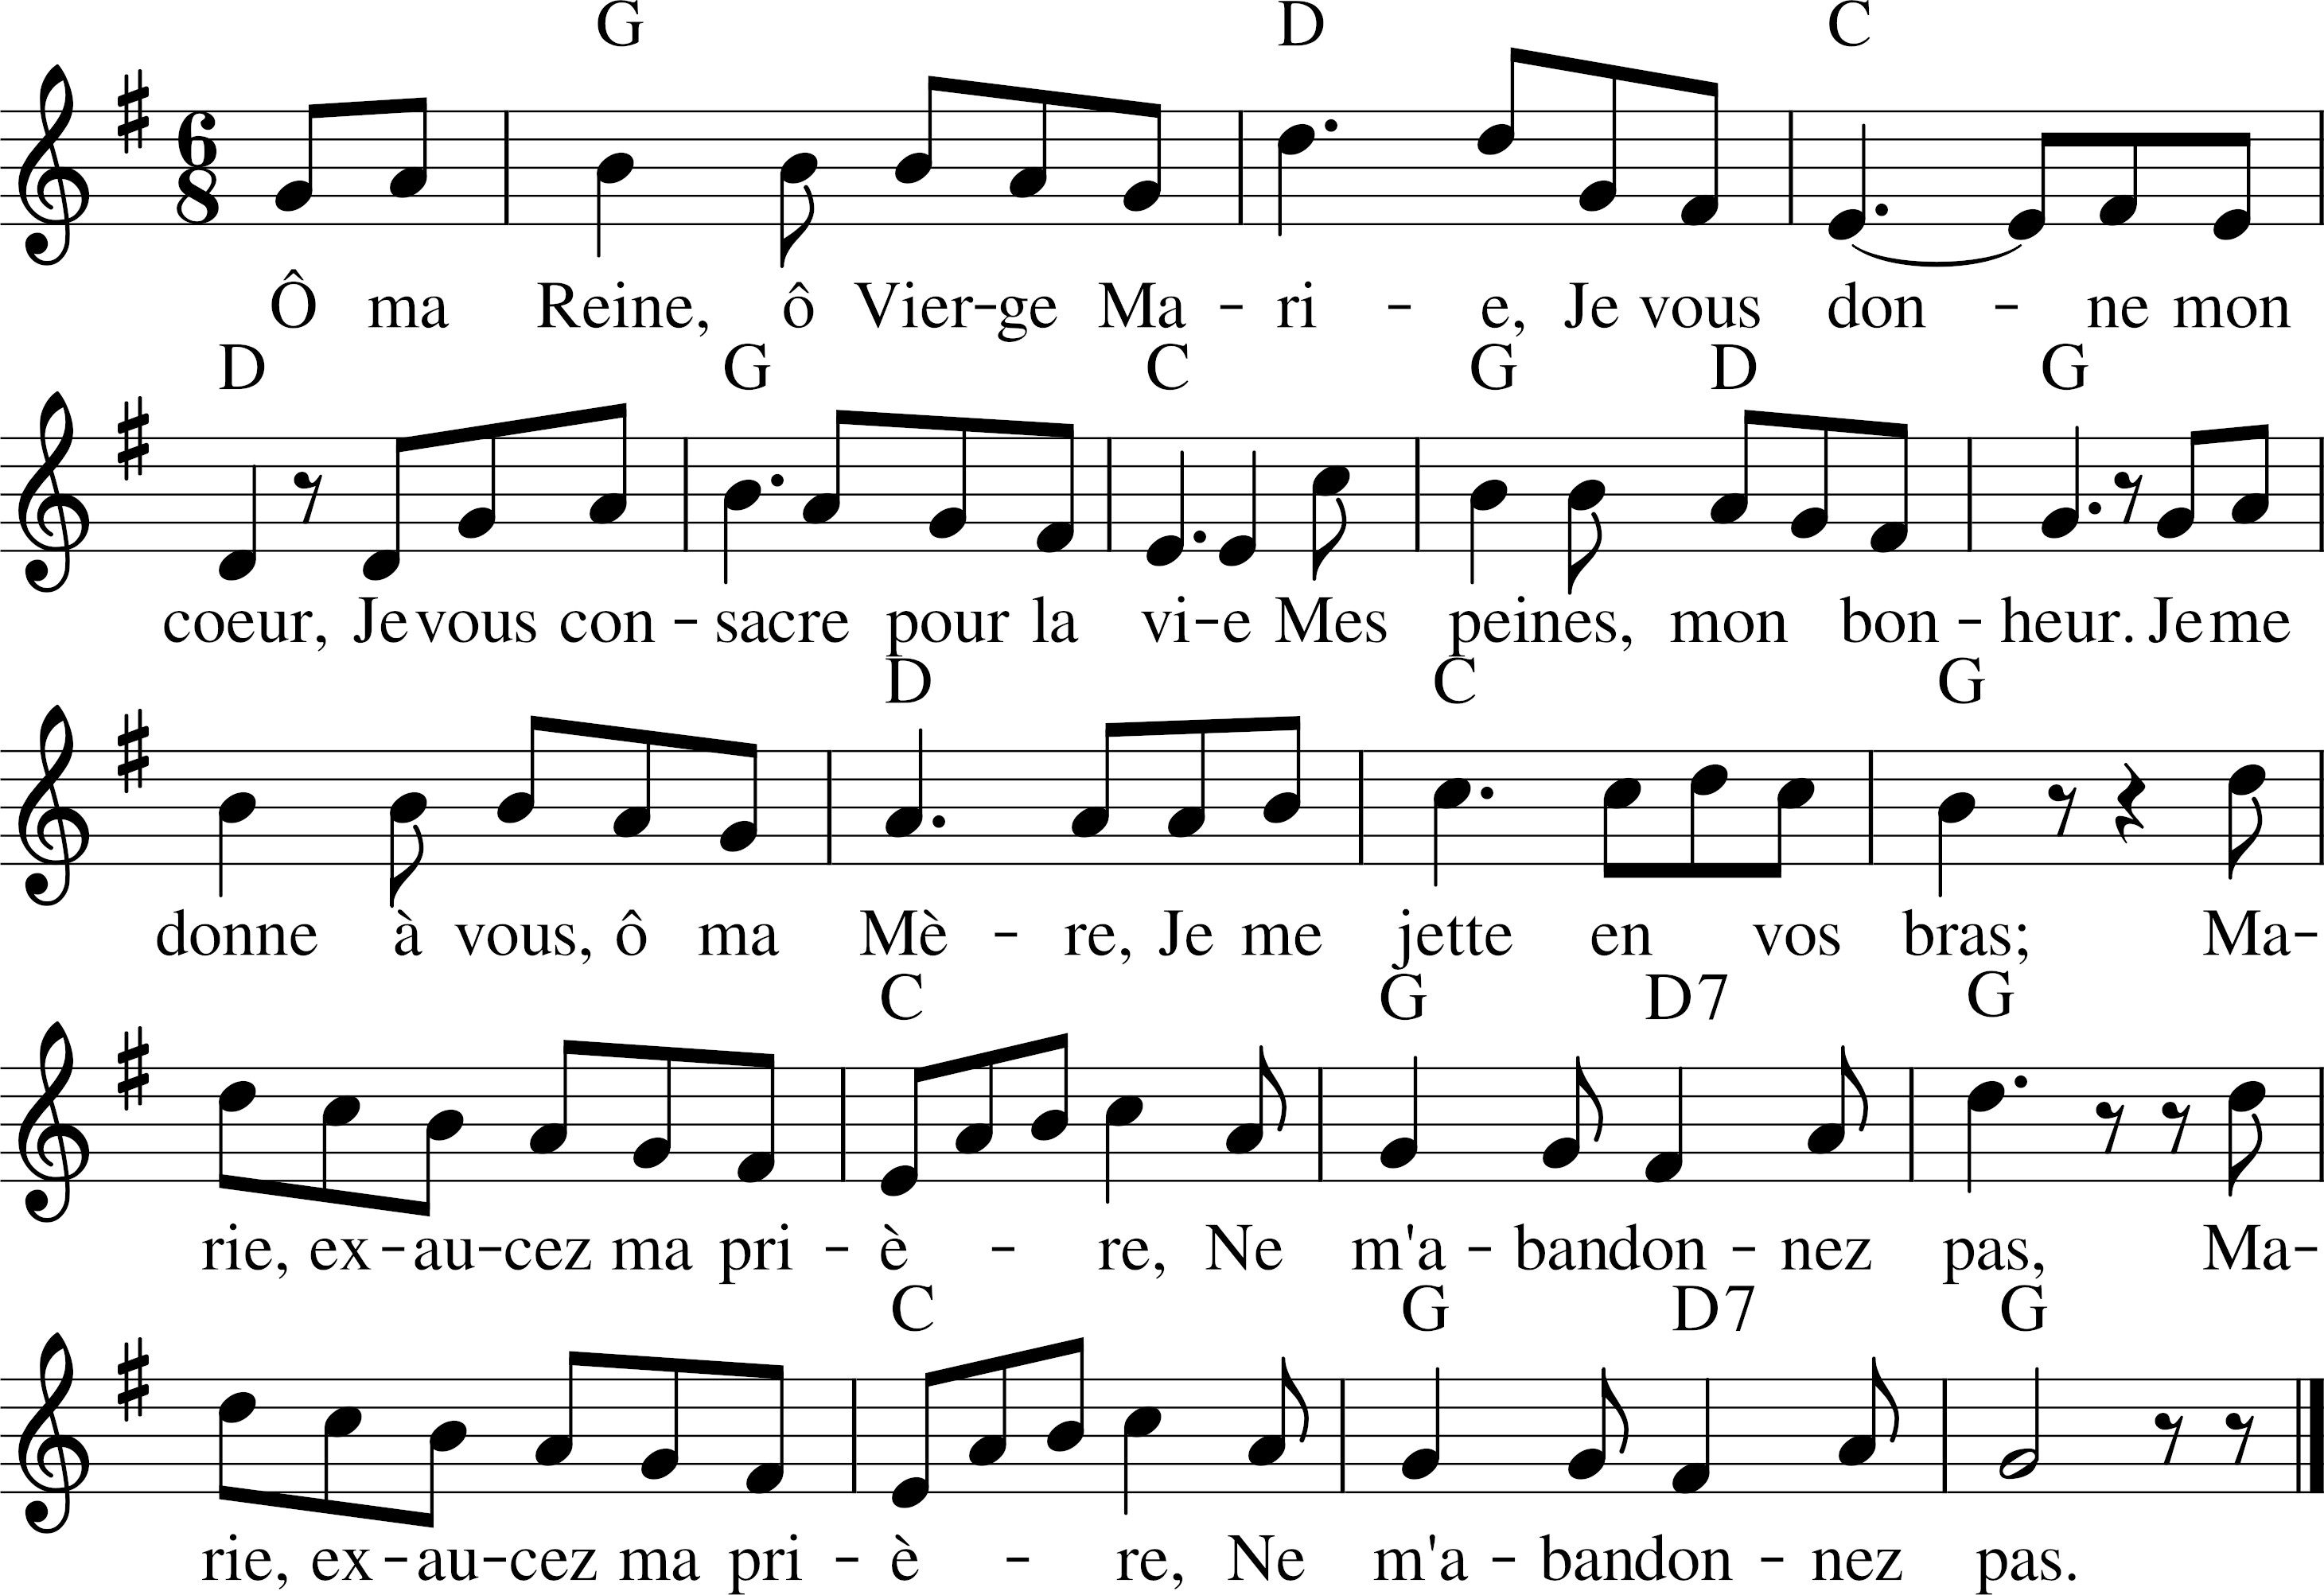 G D C
6
8
Ô ma Reine, ô Vier-ge Ma - ri - e, Je vous don - ne mon
D G C G D G
coeur, Je vous con - sacre pour la vi-e Mes peines, mon bon - heur. Je me
D C G
donne à vous, ô ma Mè - re, Je me jette en vos bras; Ma-
C G D7 G
rie, ex-au-cez ma pri - è - re, Ne m'a - bandon - nez pas, Ma-
C G D7 G
rie, ex-au-cez ma pri - è - re, Ne m'a - bandon - nez pas.